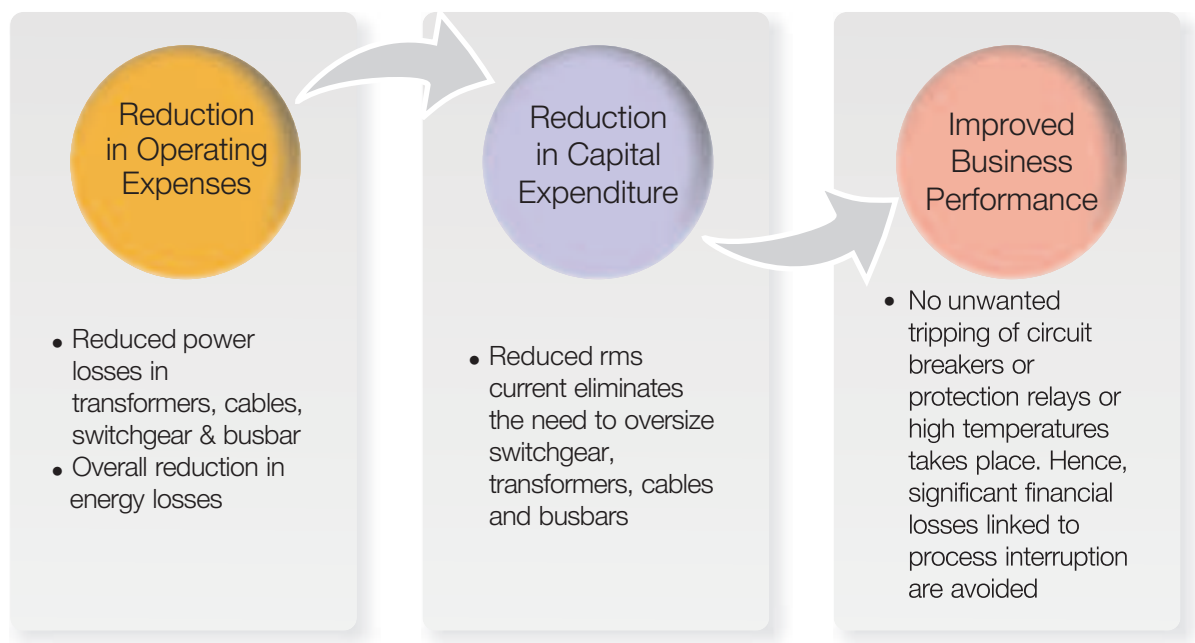 Reduction
in Operating
Expenses
• Reduced power
losses in
transformers, cables,
switchgear & busbar
• Overall reduction in
energy losses
Reduction
in Capital
Expenditure
• Reduced rms
current eliminates
the need to oversize
switchgear,
transformers, cables
and busbars
Improved
Business
Performance
• No unwanted
tripping of circuit
breakers or
protection relays or
high temperatures
takes place. Hence,
significant financial
losses linked to
process interruption
are avoided